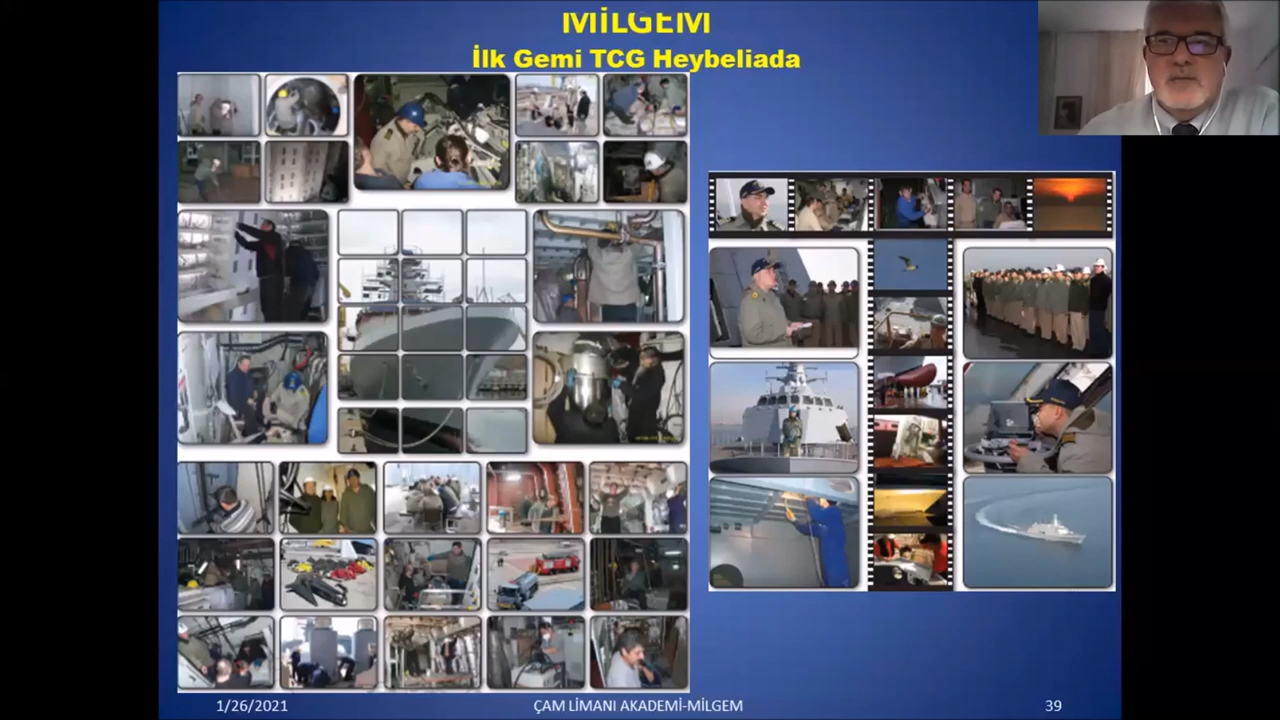 MİLGEM
İlk Gemi TCG Heybeliada
1/26/2021
ÇAM LİMANI AKADEMİ-MİLGEM
39